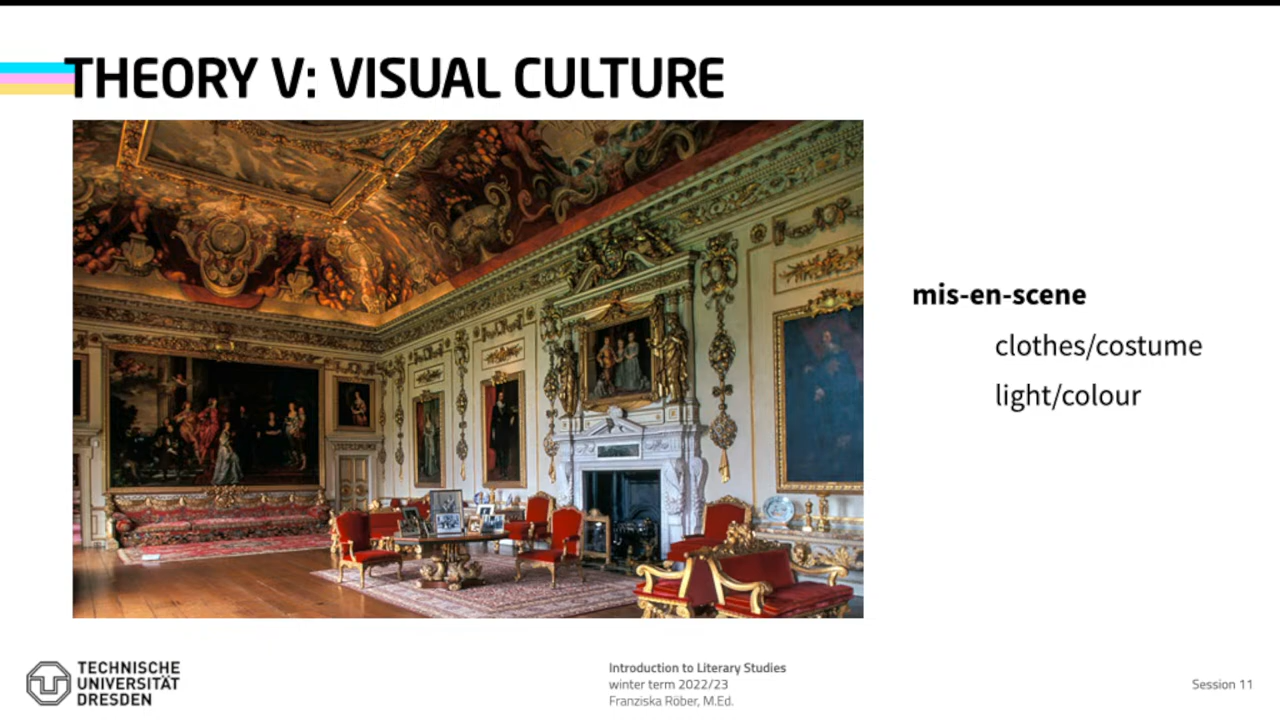 THEORY V: VISUAL CULTURE
mis-en-scene
clothes/costume
light/colour
TECHNISCHE
UNIVERSITÄT
DRESDEN
Introduction to Literary Studies
winter term 2022/23
Franziska Röber, M.Ed.
Session 11